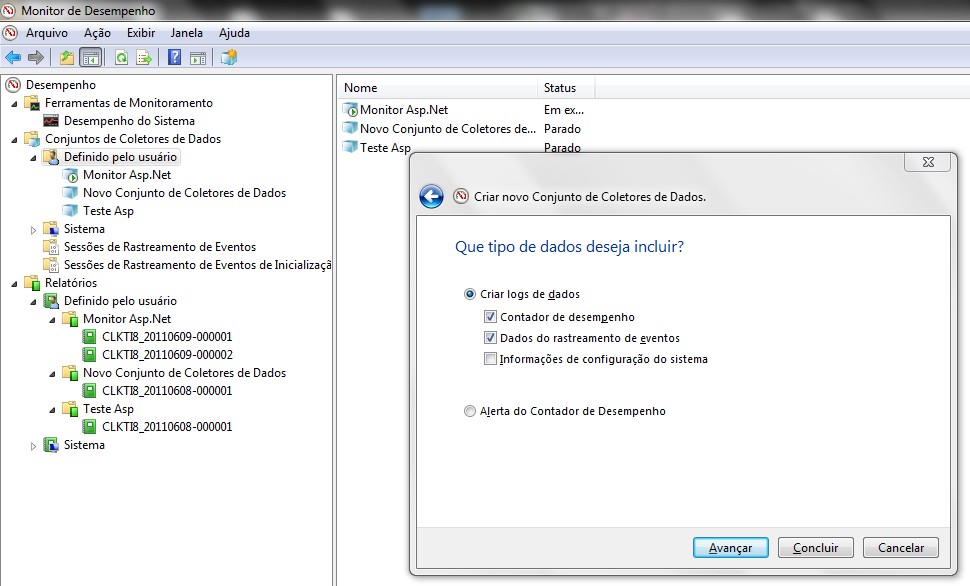 Monitor de Desempenho
Arquivo Ação Exibir Janela Ajuda
Desempenho
Ferramentas de Monitoramento
Desempenho do Sistema
Conjuntos de Coletores de Dados
Definido pelo usuário
Monitor Asp.Net
Novo Conjunto de Coletores de Dados
Teste Asp
Sistema
Sessões de Rastreamento de Eventos
Sessões de Rastreamento de Eventos de Inicializaçã
Relatórios
Definido pelo usuário
Monitor Asp.Net
CLKTI8_20110609-000001
CLKTI8_20110609-000002
Novo Conjunto de Coletores de Dados
CLKTI8_20110608-000001
Teste Asp
CLKTI8_20110608-000001
Sistema
Nome Status
Monitor Asp.Net Em ex...
Novo Conjunto de Coletores de... Parado
Teste Asp Parado
Criar novo Conjunto de Coletores de Dados.
Que tipo de dados deseja incluir?
Criar logs de dados
Contador de desempenho
Dados do rastreamento de eventos
Informações de configuração do sistema
Alerta do Contador de Desempenho
Avançar Concluir Cancelar